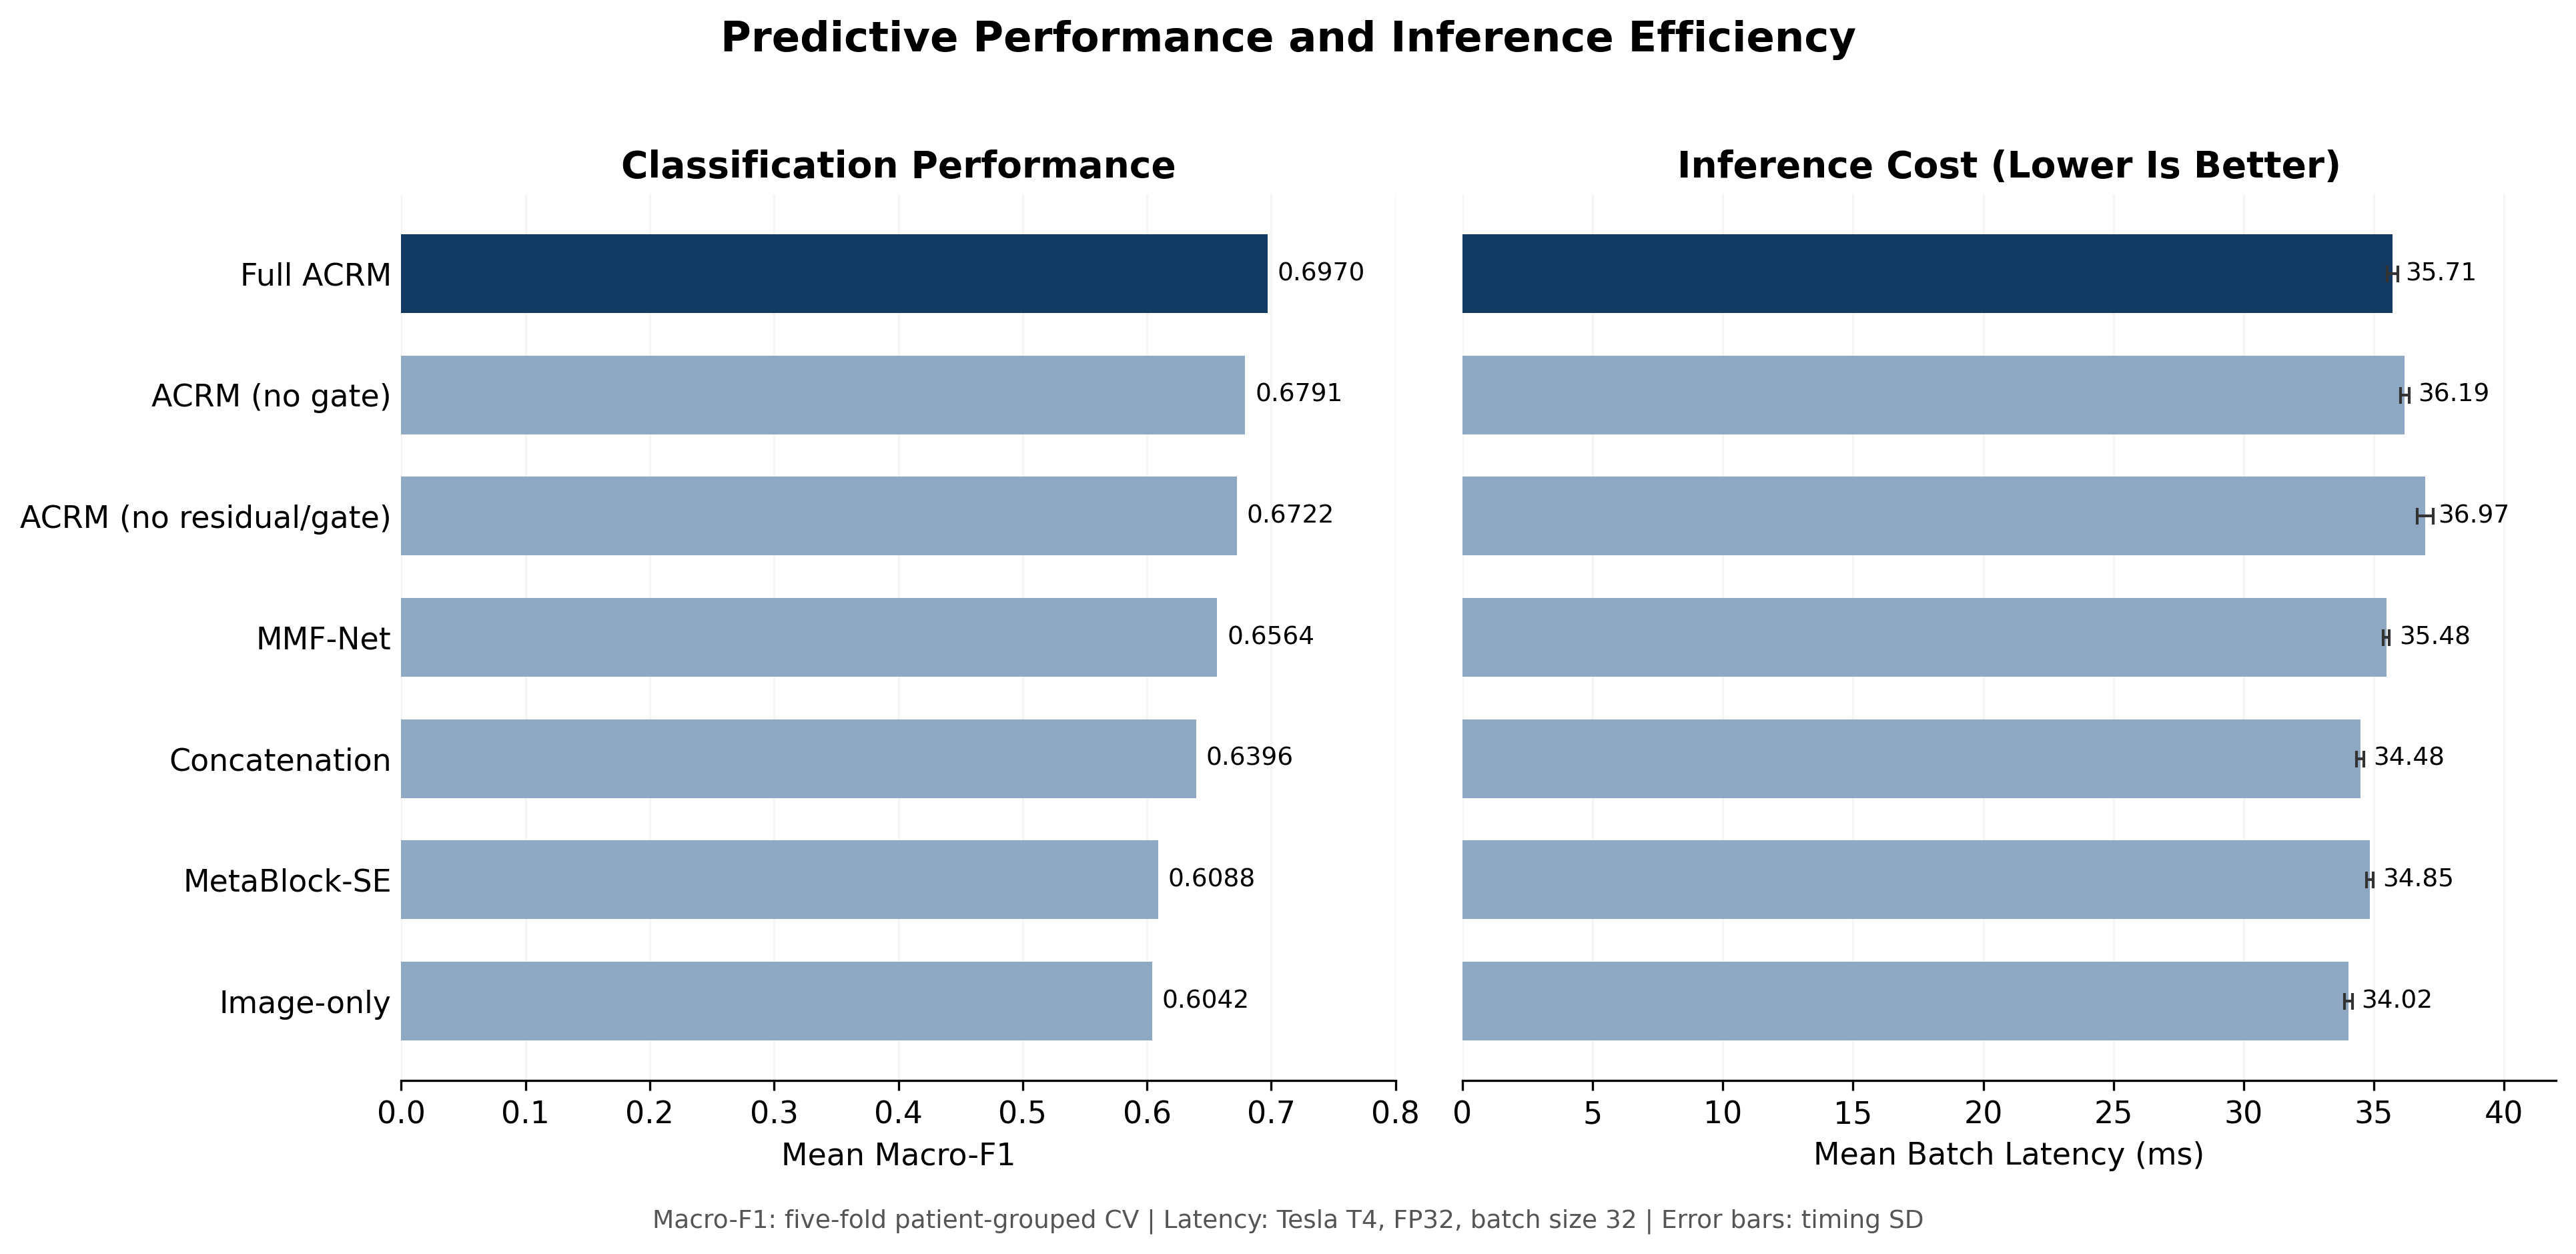 Predictive Performance and Inference Efficiency
Classification Performance
Full ACRM
0.6970
ACRM (no gate)
0.6791
ACRM (no residual/gate)
0.6722
MMF-Net
0.6564
Concatenation
0.6396
MetaBlock-SE
0.6088
Image-only
0.6042
0.0 0.1 0.2 0.3 0.4 0.5 0.6 0.7 0.8
Mean Macro-F1
Inference Cost (Lower Is Better)
35.71
36.19
36.97
35.48
34.48
34.85
34.02
0 5 10 15 20 25 30 35 40
Mean Batch Latency (ms)
Macro-F1: five-fold patient-grouped CV | Latency: Tesla T4, FP32, batch size 32 | Error bars: timing SD